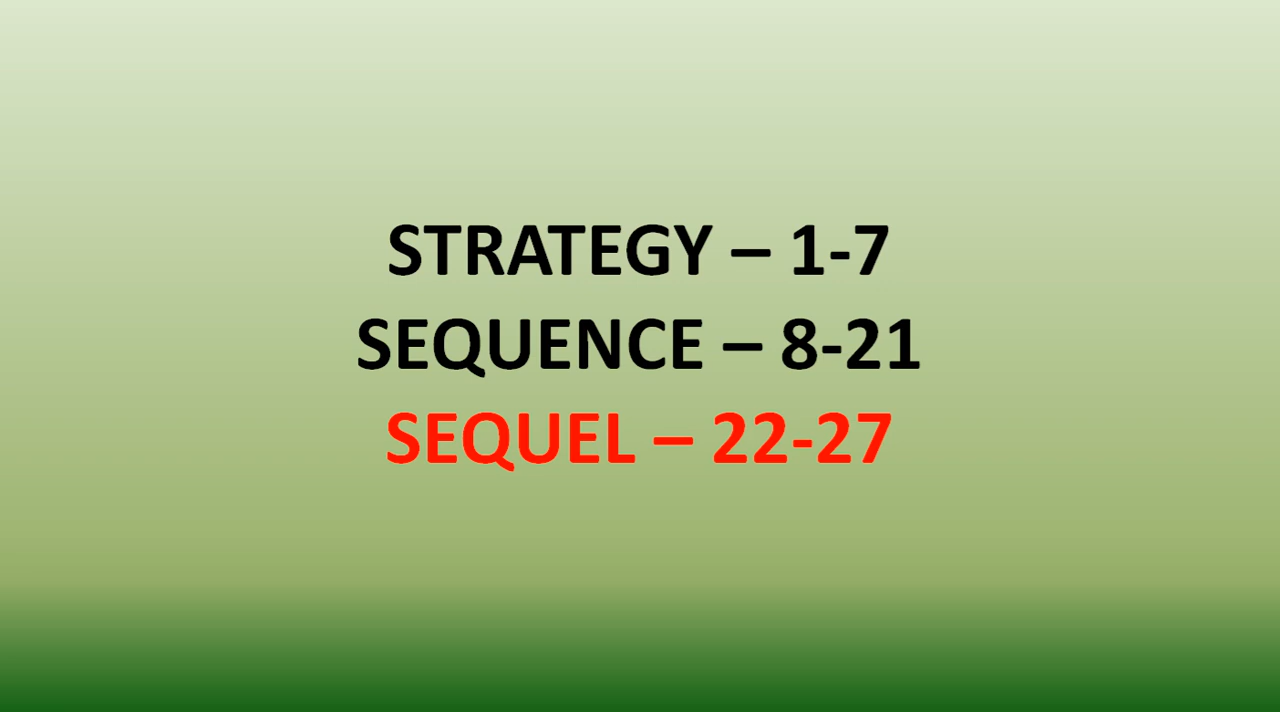 STRATEGY – 1-7
SEQUENCE – 8-21
SEQUEL – 22-27